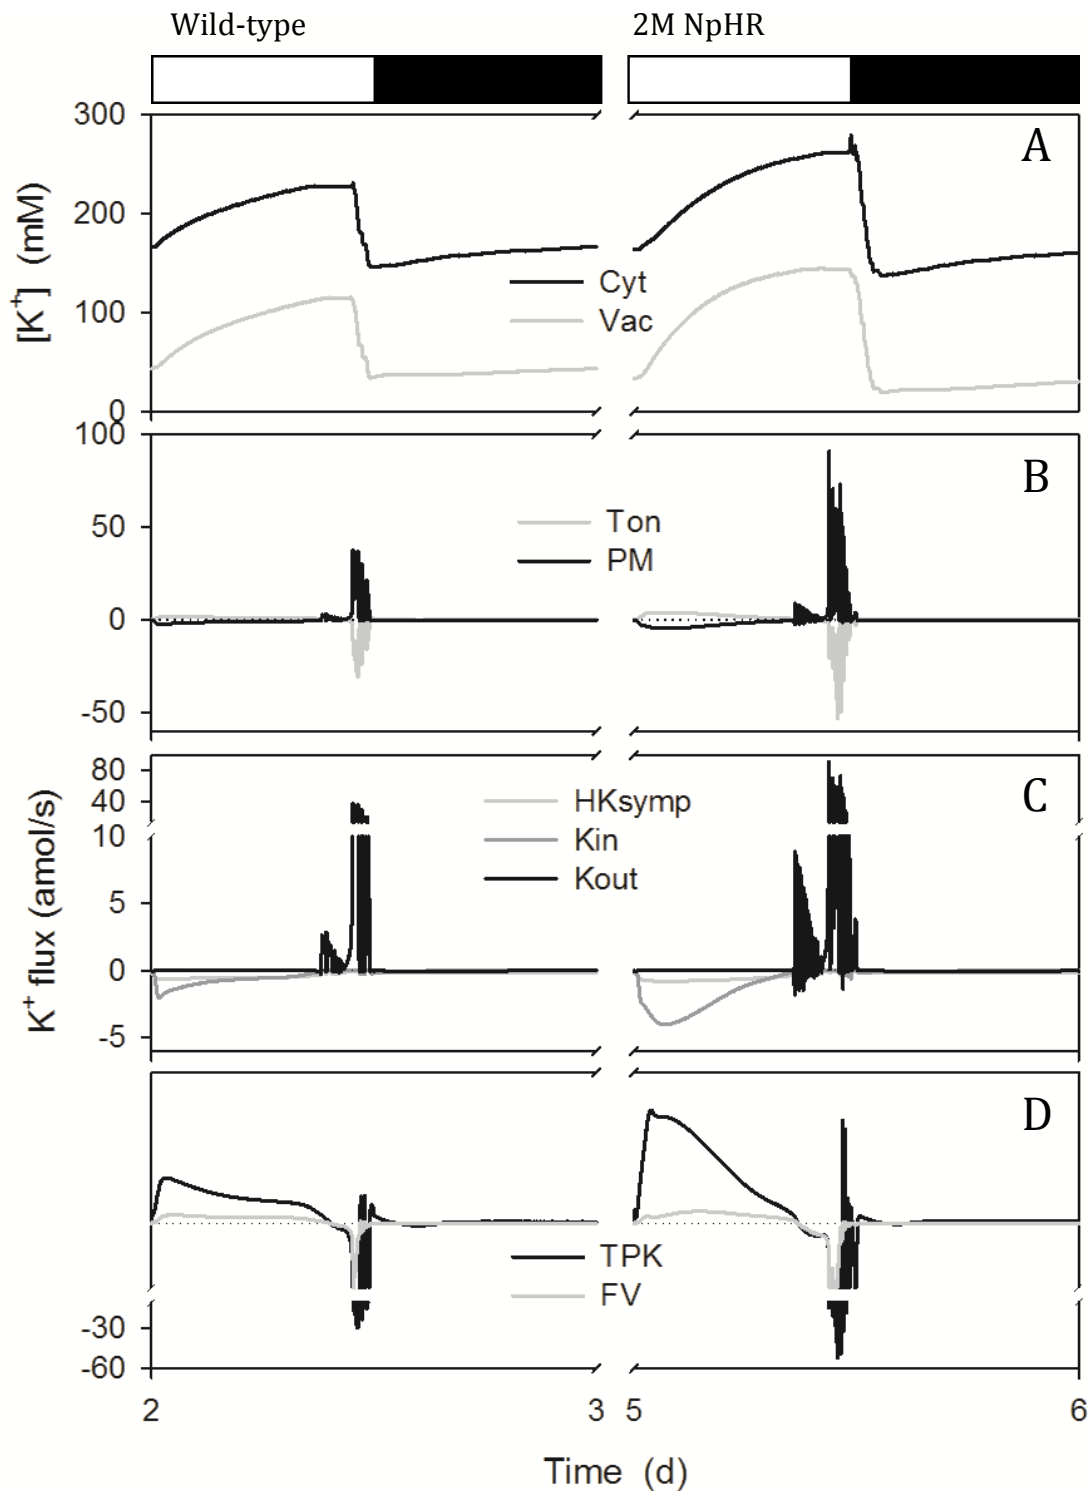 Wild-type 2M NpHR
300
A
[K+] (mM)
200
Cyt
100
Vac
0
100
B
50
Ton
PM
0
-50
80
C
HKsymp
40
Kin
10
Kout
5
0
-5
K+ flux (amol/s)
D
TPK
FV
-30
-60
2 3 5 6
Time (d)